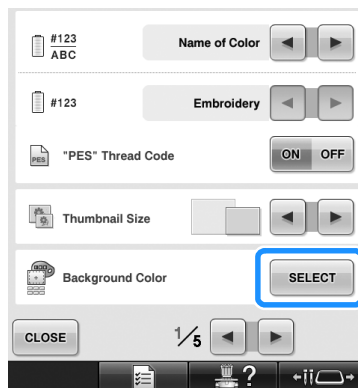 #123
ABC
Name of Color
#123
Embroidery
PES
"PES" Thread Code
ON OFF
Thumbnail Size
Background Color
SELECT
CLOSE
1/5
?